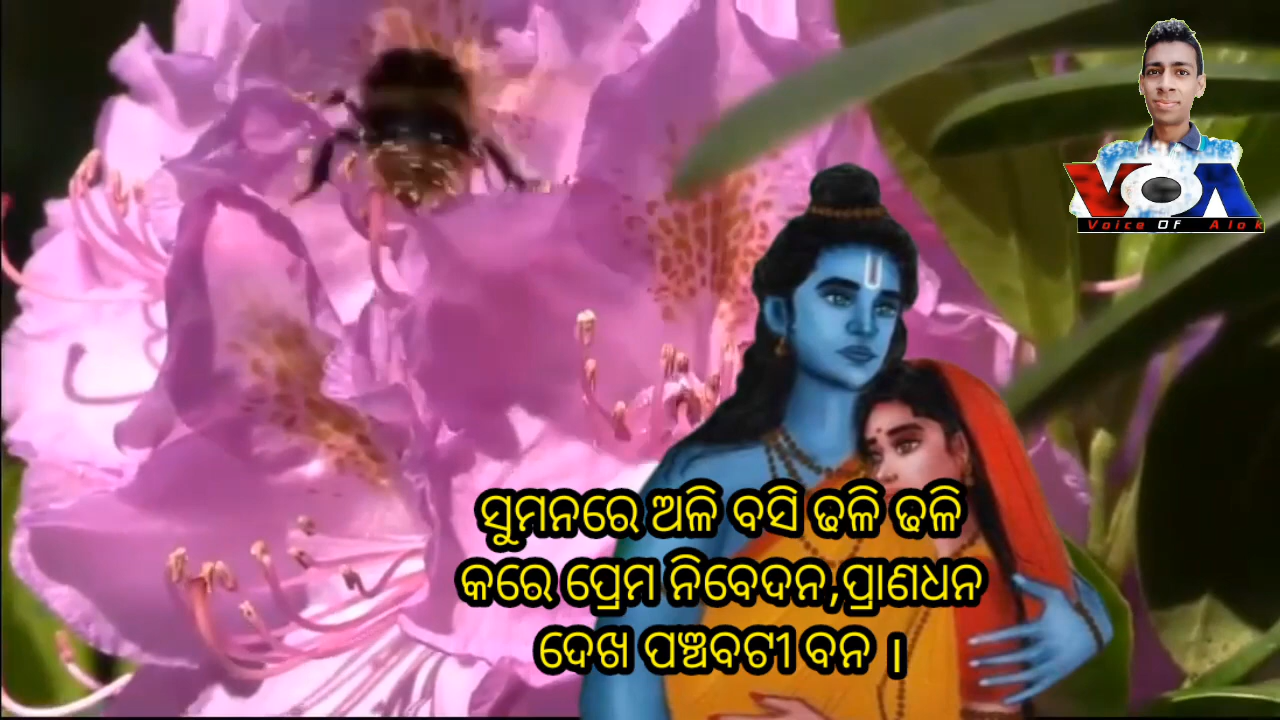 VOA
Voice Of Alok
ସୁମନରେ ଅଳି ବସି ଢଳି ଢଳି
କରେ ପ୍ରେମ ନିବେଦନ,ପ୍ରାଣଧନ
ଦେଖ ପଞ୍ଚବଟୀ ବନ ।